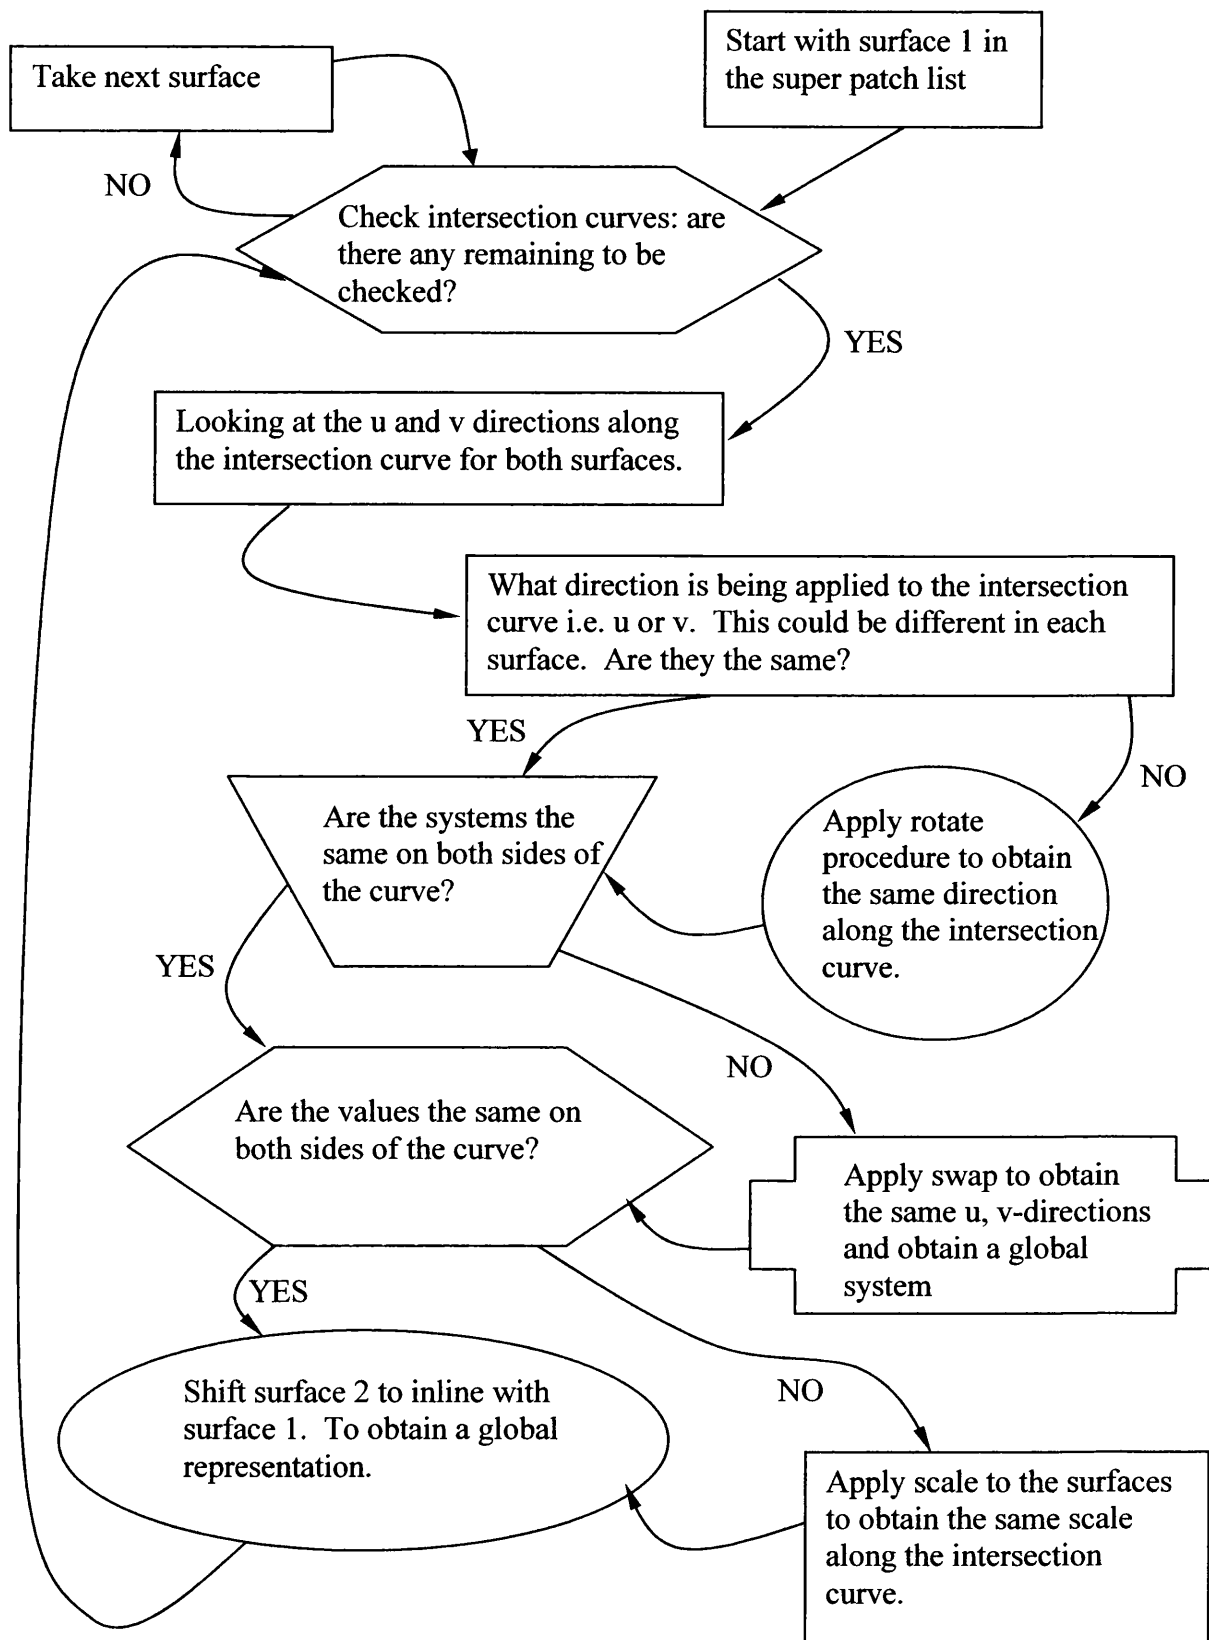 Take next surface
Start with surface 1 in
the super patch list
NO
Check intersection curves: are
there any remaining to be
checked?
YES
Looking at the u and v directions along
the intersection curve for both surfaces.
What direction is being applied to the intersection
curve i.e. u or v.  This could be different in each
surface.  Are they the same?
YES
NO
Are the systems the
same on both sides of
the curve?
Apply rotate
procedure to obtain
the same direction
along the intersection
curve.
YES
NO
Are the values the same on
both sides of the curve?
Apply swap to obtain
the same u, v-directions
and obtain a global
system
YES
NO
Shift surface 2 to inline with
surface 1.  To obtain a global
representation.
Apply scale to the surfaces
to obtain the same scale
along the intersection
curve.